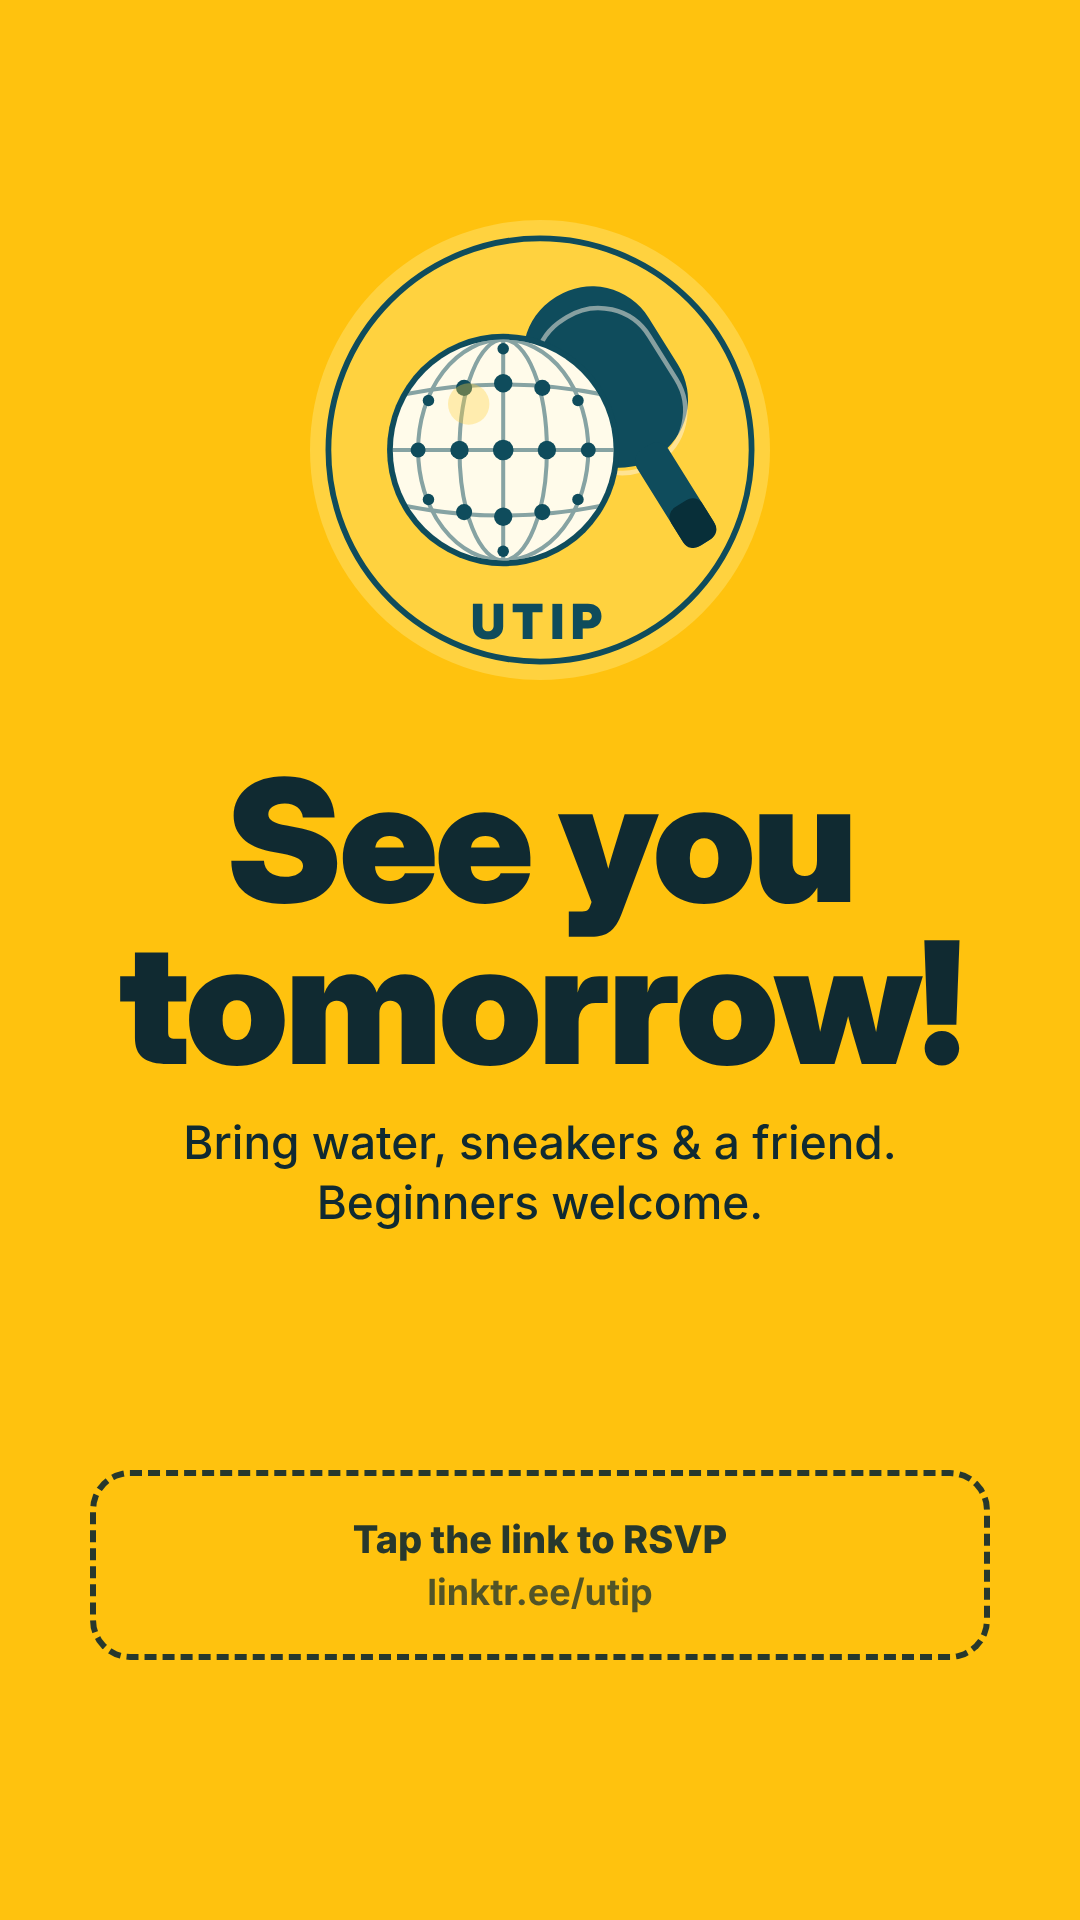 UTIP
See you
tomorrow!
Bring water, sneakers & a friend.
Beginners welcome.
Tap the link to RSVP
linktr.ee/utip